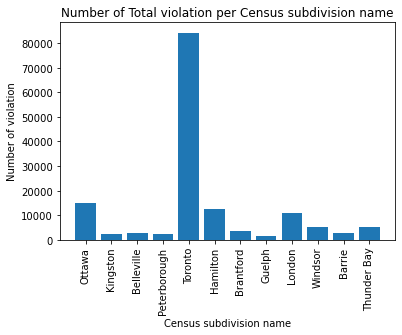 Number of Total violation per Census subdivision name
Number of violation
80000
70000
60000
50000
40000
30000
20000
10000
0
Ottawa
Kingston
Belleville
Peterborough
Toronto
Hamilton
Brantford
Guelph
London
Windsor
Barrie
Thunder Bay
Census subdivision name